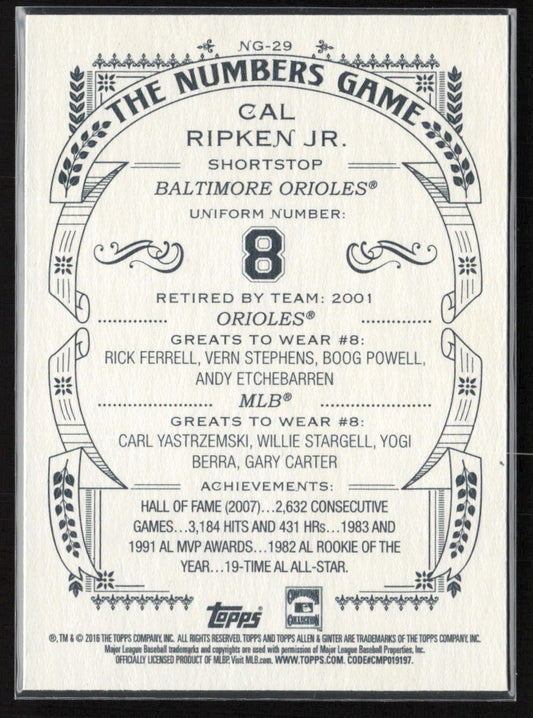 NG-29
THE NUMBERS GAME
CAL
RIPKEN JR.
SHORTSTOP
BALTIMORE ORIOLES®
UNIFORM NUMBER:
8
RETIRED BY TEAM: 2001
ORIOLES®
GREATS TO WEAR #8:
RICK FERRELL, VERN STEPHENS, BOOG POWELL,
ANDY ETCHEBARREN
MLB®
GREATS TO WEAR #8:
CARL YASTRZEMSKI, WILLIE STARGELL, YOGI
BERRA, GARY CARTER
ACHIEVEMENTS:
HALL OF FAME (2007)...2,632 CONSECUTIVE
GAMES...3,184 HITS AND 431 HRs...1983 AND
1991 AL MVP AWARDS...1982 AL ROOKIE OF THE
YEAR...19-TIME AL ALL-STAR.
Topps
COOPERSTOWN
COLLECTION
®, TM & © 2016 THE TOPPS COMPANY, INC. ALL RIGHTS RESERVED. TOPPS AND TOPPS ALLEN & GINTER ARE TRADEMARKS OF THE TOPPS COMPANY, INC.
Major League Baseball trademarks and copyrights are used with permission of Major League Baseball Properties, Inc.
OFFICIALLY LICENSED PRODUCT OF MLBP. Visit MLB.com. WWW.TOPPS.COM. CODE#CMP019197.